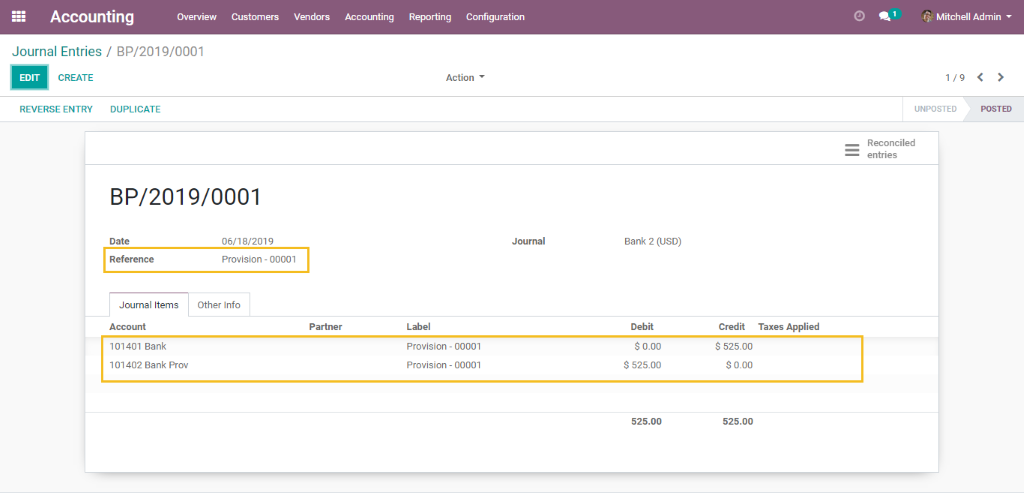 Accounting Overview Customers Vendors Accounting Reporting Configuration 1 Mitchell Admin
Journal Entries / BP/2019/0001
EDIT CREATE Action 1 / 9
REVERSE ENTRY DUPLICATE UNPOSTED POSTED
Reconciled
entries
BP/2019/0001
Date 06/18/2019 Journal Bank 2 (USD)
Reference Provision - 00001
Journal Items Other Info
Account Partner Label Debit Credit Taxes Applied
101401 Bank Provision - 00001 $ 0.00 $ 525.00
101402 Bank Prov Provision - 00001 $ 525.00 $ 0.00
525.00 525.00